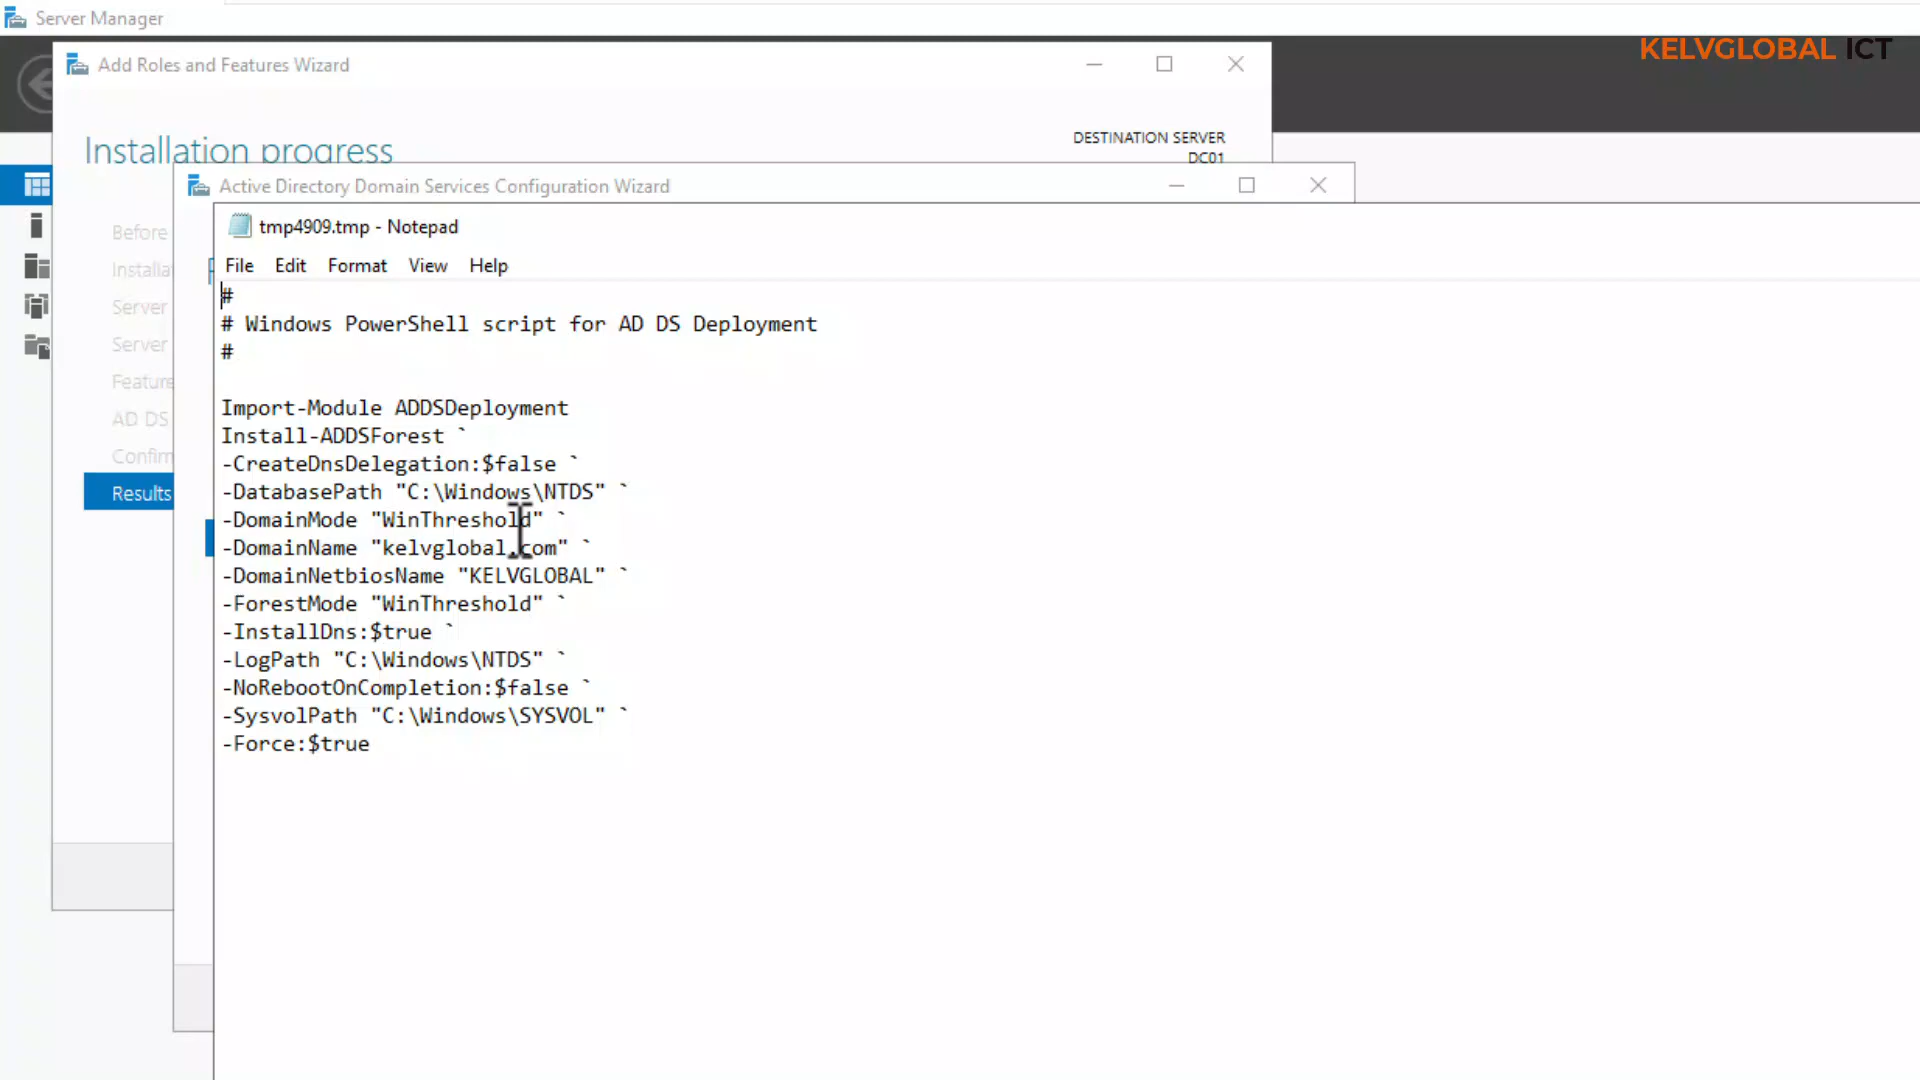 Server Manager
KELVGLOBAL ICT
Add Roles and Features Wizard
Installation progress
DESTINATION SERVER
DC01
Active Directory Domain Services Configuration Wizard
tmp4909.tmp - Notepad
File Edit Format View Help
Before
Installa
Server
Server
Feature
AD DS
Confirm
Results
#
# Windows PowerShell script for AD DS Deployment
#
Import-Module ADDSDeployment
Install-ADDSForest `
-CreateDnsDelegation:$false `
-DatabasePath "C:\Windows\NTDS" `
-DomainMode "WinThreshold" `
-DomainName "kelvglobal.com" `
-DomainNetbiosName "KELVGLOBAL" `
-ForestMode "WinThreshold" `
-InstallDns:$true `
-LogPath "C:\Windows\NTDS" `
-NoRebootOnCompletion:$false `
-SysvolPath "C:\Windows\SYSVOL" `
-Force:$true